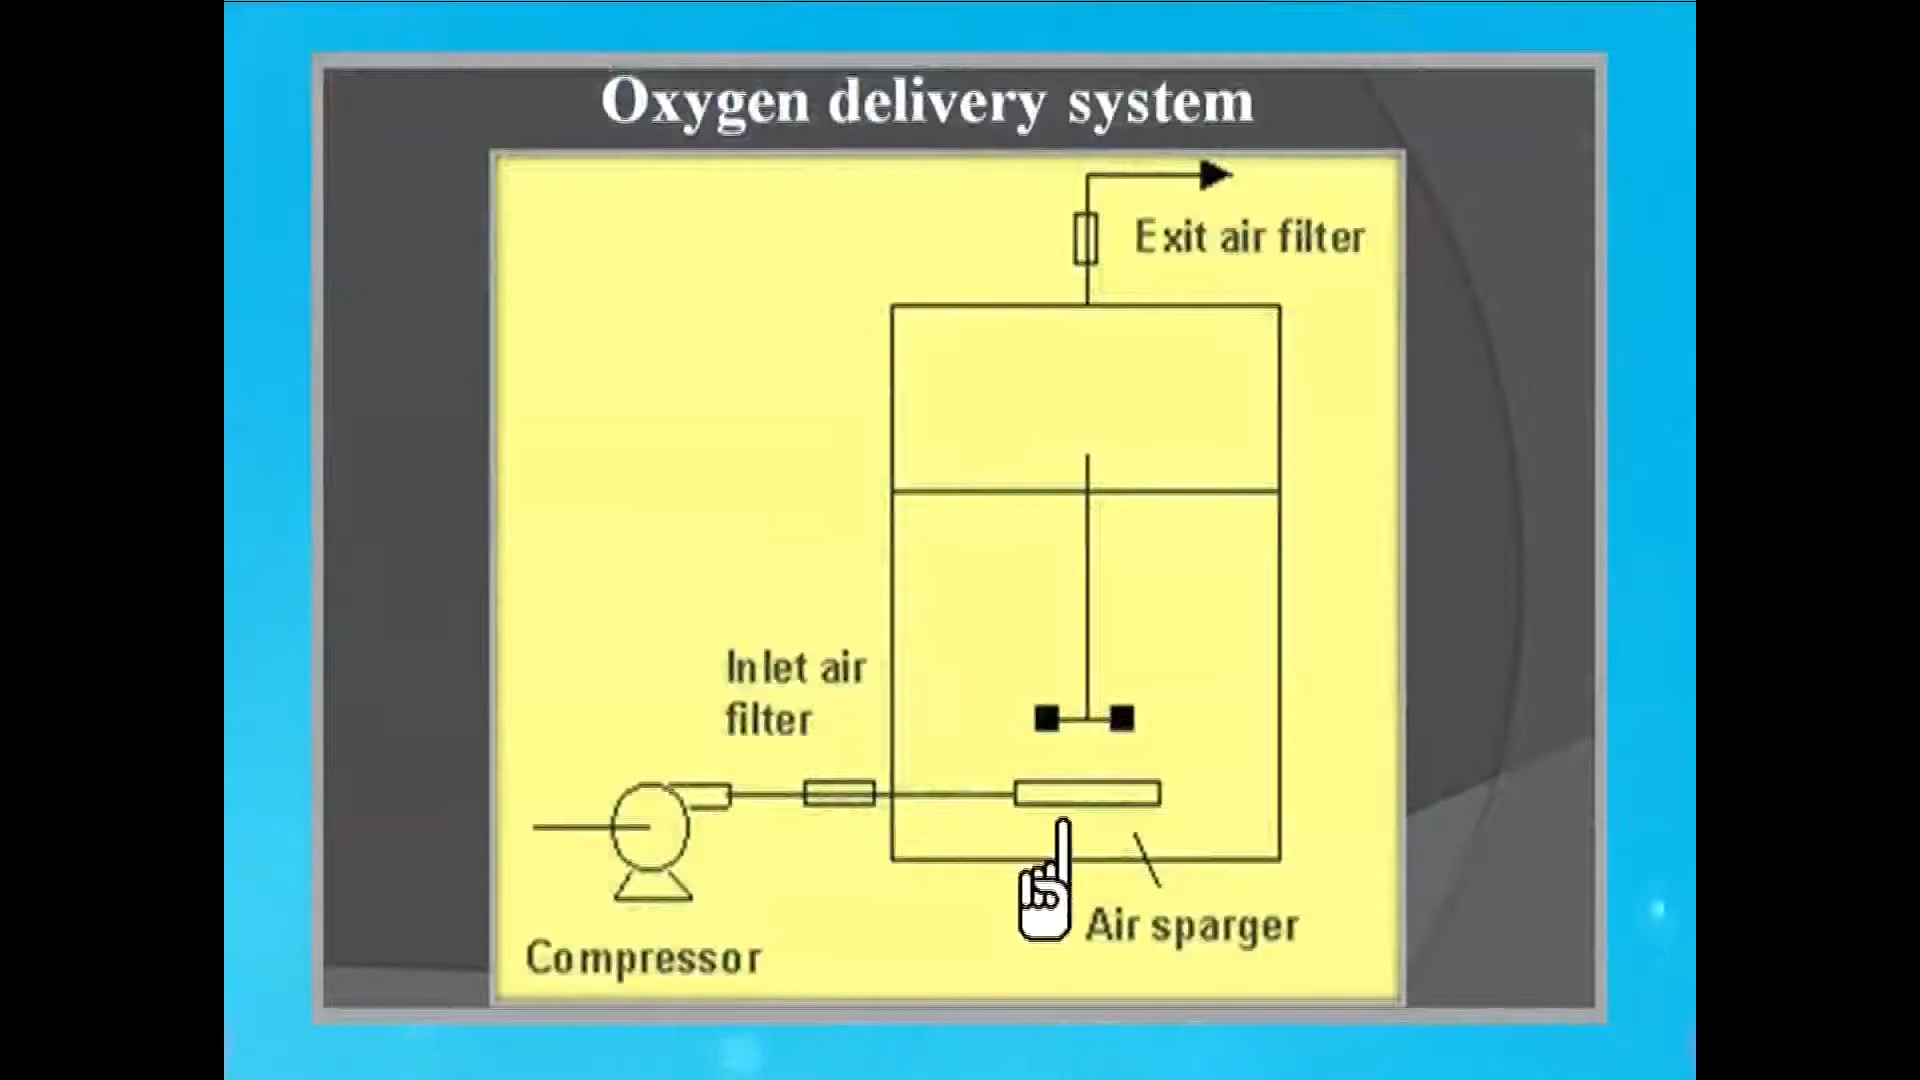 Oxygen delivery system
Exit air filter
Inlet air
filter
Air sparger
Compressor